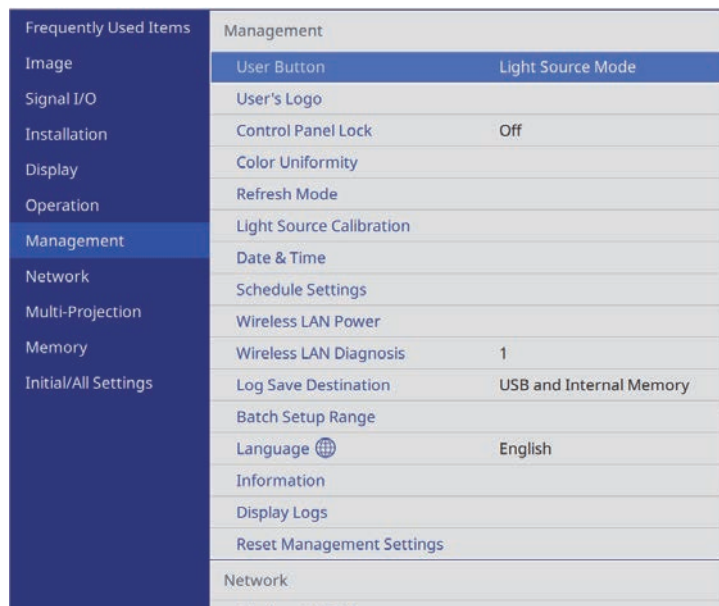 Frequently Used Items
Image
Signal I/O
Installation
Display
Operation
Management
Network
Multi-Projection
Memory
Initial/All Settings
Management
User Button Light Source Mode
User's Logo
Control Panel Lock Off
Color Uniformity
Refresh Mode
Light Source Calibration
Date & Time
Schedule Settings
Wireless LAN Power
Wireless LAN Diagnosis 1
Log Save Destination USB and Internal Memory
Batch Setup Range
Language English
Information
Display Logs
Reset Management Settings
Network